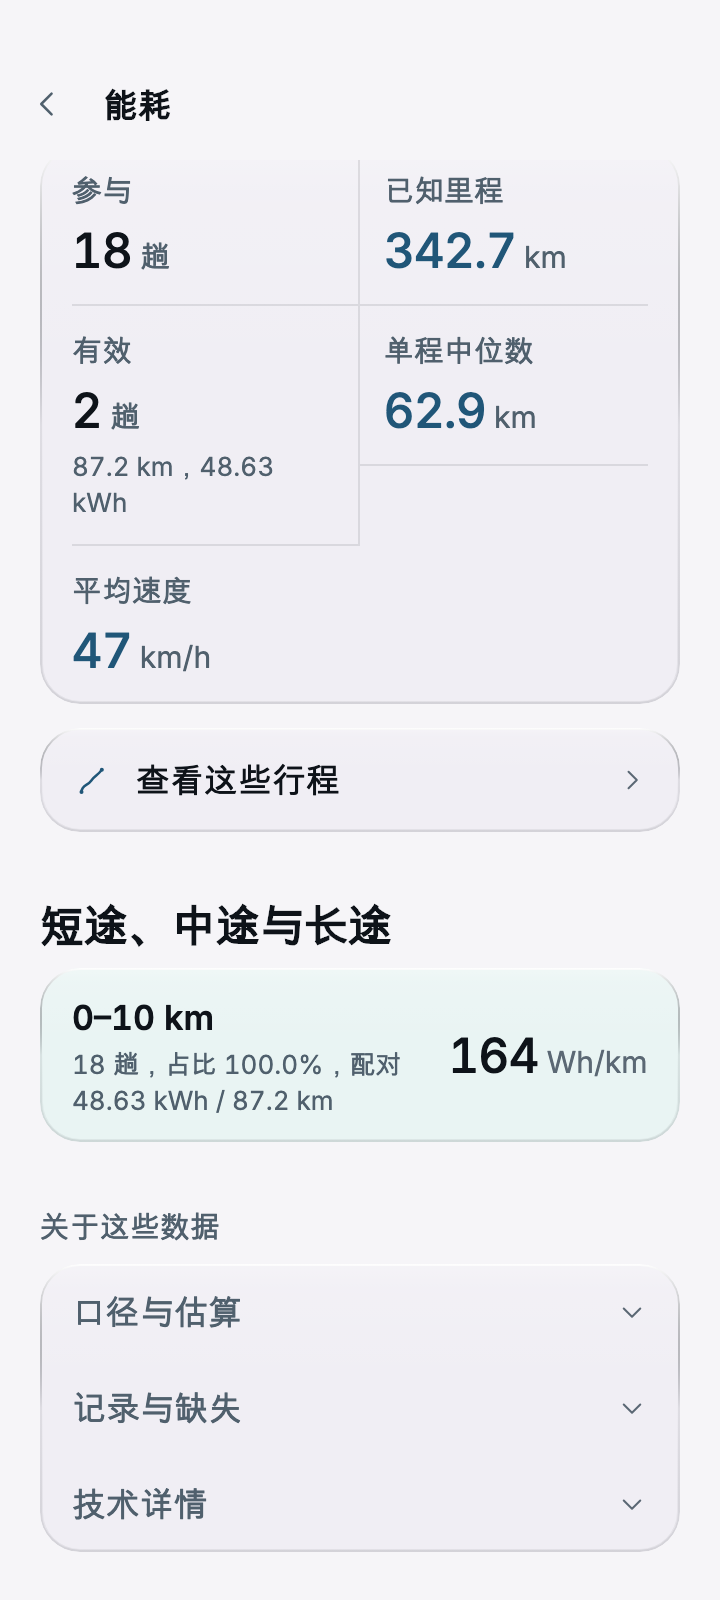 能耗
参与
18 趟
已知里程
342.7 km
有效
2 趟
87.2 km，48.63
kWh
单程中位数
62.9 km
平均速度
47 km/h
查看这些行程
短途、中途与长途
0–10 km
18 趟，占比 100.0%，配对
48.63 kWh / 87.2 km
164 Wh/km
关于这些数据
口径与估算
记录与缺失
技术详情